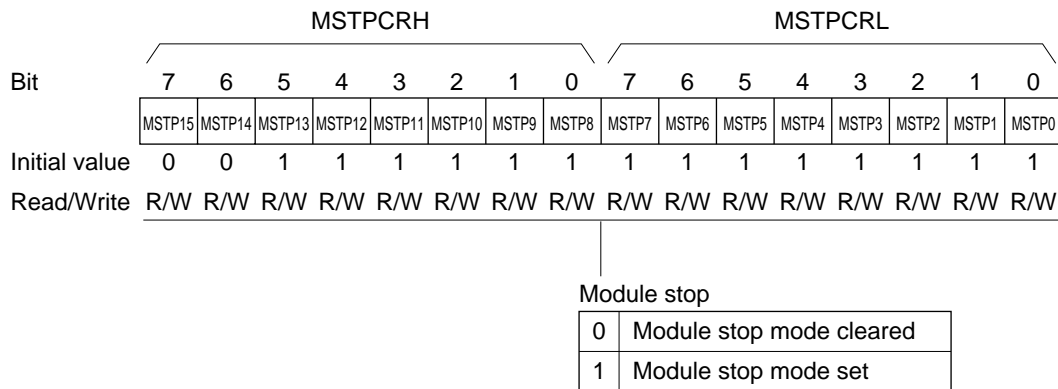 MSTPCRH MSTPCRL
Bit 7 6 5 4 3 2 1 0 7 6 5 4 3 2 1 0
MSTP15 MSTP14 MSTP13 MSTP12 MSTP11 MSTP10 MSTP9 MSTP8 MSTP7 MSTP6 MSTP5 MSTP4 MSTP3 MSTP2 MSTP1 MSTP0
Initial value 0 0 1 1 1 1 1 1 1 1 1 1 1 1 1 1
Read/Write R/W R/W R/W R/W R/W R/W R/W R/W R/W R/W R/W R/W R/W R/W R/W R/W
Module stop
0 Module stop mode cleared
1 Module stop mode set